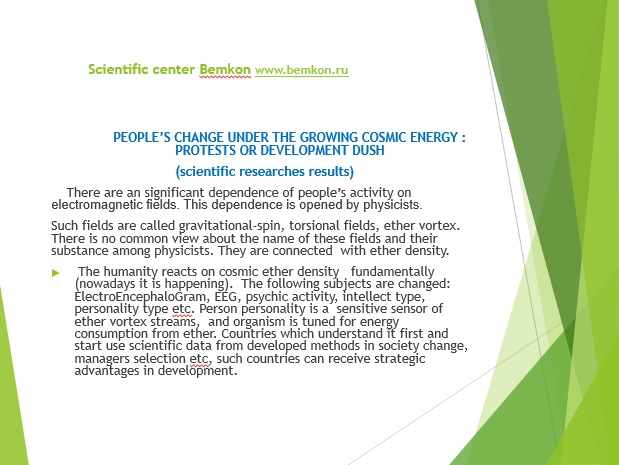 Scientific center Bemkon www.bemkon.ru
PEOPLE'S CHANGE UNDER THE GROWING COSMIC ENERGY :
PROTESTS OR DEVELOPMENT DUSH
(scientific researches results)
There are an significant dependence of people's activity on
electromagnetic fields. This dependence is opened by physicists.
Such fields are called gravitational-spin, torsional fields, ether vortex.
There is no common view about the name of these fields and their
substance among physicists. They are connected with ether density.
The humanity reacts on cosmic ether density fundamentally
(nowadays it is happening). The following subjects are changed:
ElectroEncephaloGram, EEG, psychic activity, intellect type,
personality type etc. Person personality is a sensitive sensor of
ether vortex streams, and organism is tuned for energy
consumption from ether. Countries which understand it first and
start use scientific data from developed methods in society change,
managers selection etc, such countries can receive strategic
advantages in development.